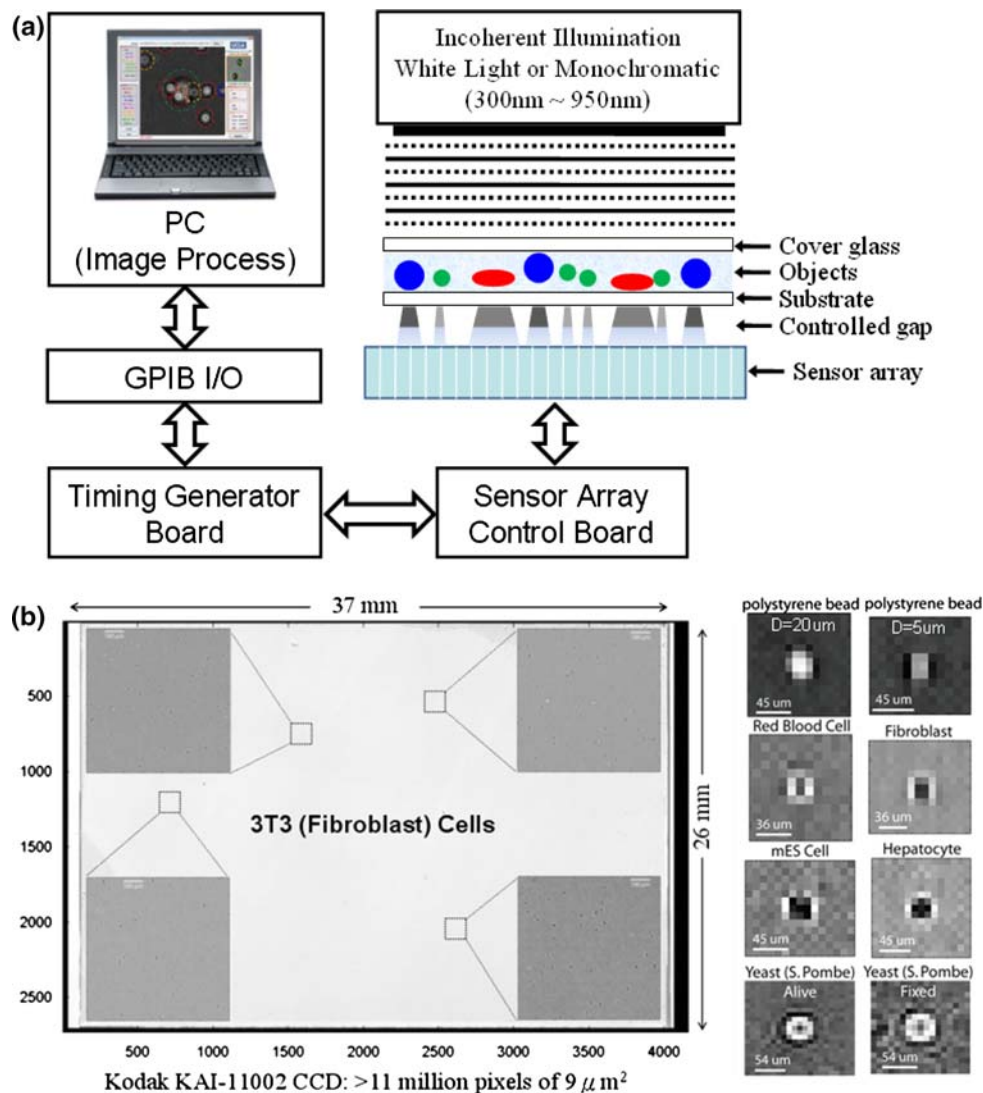 (a)
PC
(Image Process)
GPIB I/O
Timing Generator
Board
Sensor Array
Control Board
Incoherent Illumination
White Light or Monochromatic
(300nm ~ 950nm)
Cover glass
Objects
Substrate
Controlled gap
Sensor array
(b)
37 mm
26 mm
500
1000
1500
2000
2500
3T3 (Fibroblast) Cells
500
1000
1500
2000
2500
3000
3500
4000
Kodak KAI-11002 CCD: >11 million pixels of 9 μm²
polystyrene bead
D=20um
45 um
polystyrene bead
D=5um
45 um
Red Blood Cell
36 um
Fibroblast
36 um
mES Cell
45 um
Hepatocyte
45 um
Yeast (S. Pombe)
Alive
54 um
Yeast (S. Pombe)
Fixed
54 um